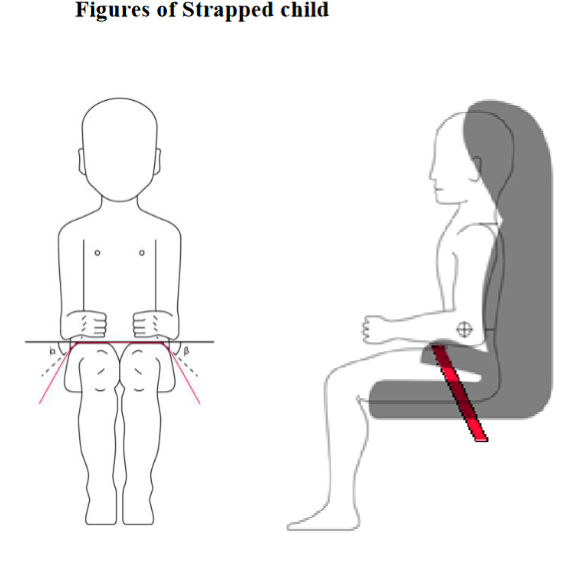 Figures of Strapped child
α
β